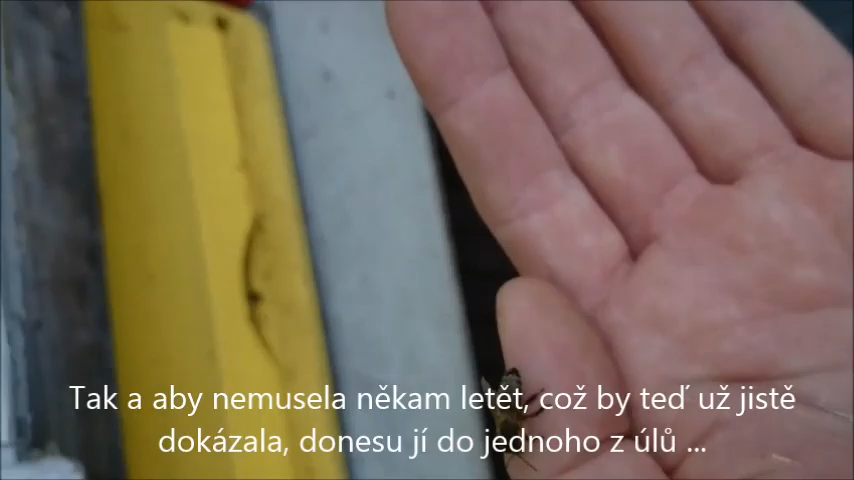 Tak a aby nemusela někam letět, což by teď už jistě
dokázala, donesu jí do jednoho z úlů ...